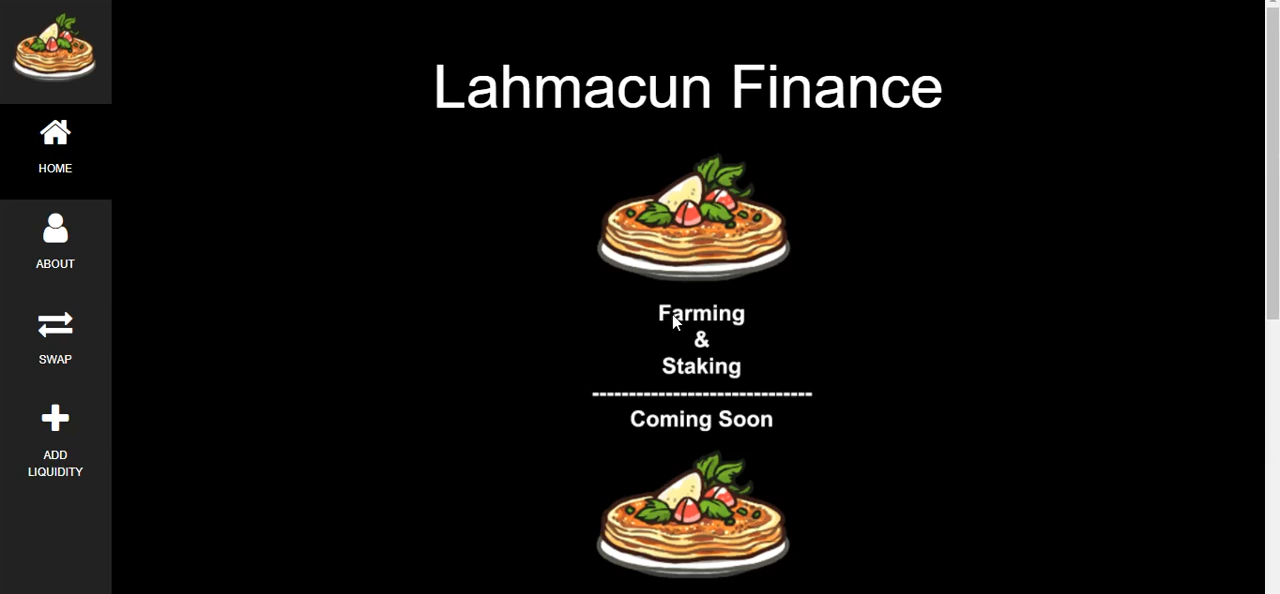 HOME
ABOUT
SWAP
ADD
LIQUIDITY
Lahmacun Finance
Farming
&
Staking
------------------------------
Coming Soon